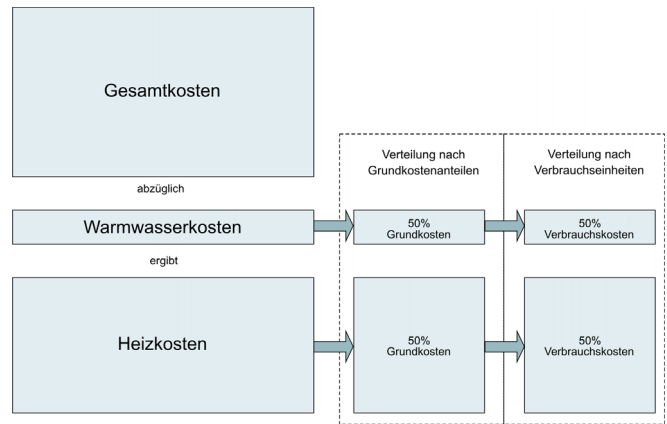 Gesamtkosten
abzüglich
Verteilung nach
Grundkostenanteilen
Verteilung nach
Verbrauchseinheiten
Warmwasserkosten
50%
Grundkosten
50%
Verbrauchskosten
ergibt
Heizkosten
50%
Grundkosten
50%
Verbrauchskosten